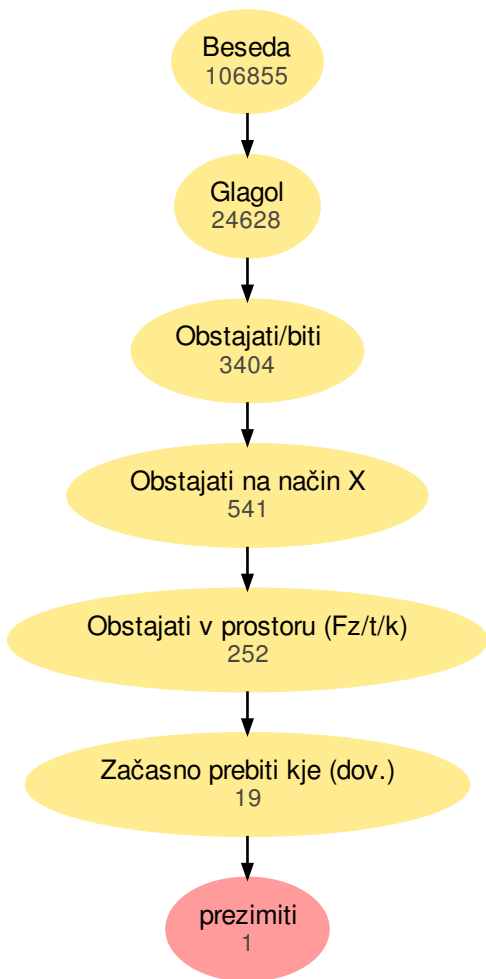 Beseda
106855
Glagol
24628
Obstajati/biti
3404
Obstajati na način X
541
Obstajati v prostoru (Fz/t/k)
252
Začasno prebiti kje (dov.)
19
prezimiti
1